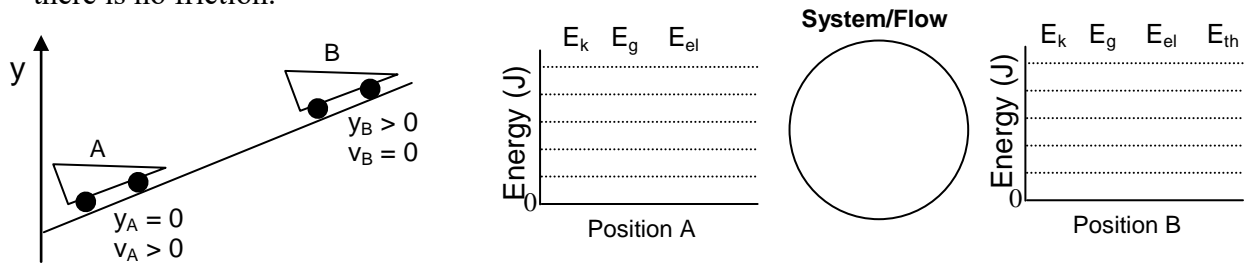 there is no friction.
y
A
y_A = 0
v_A > 0
B
y_B > 0
v_B = 0
E_k E_g E_el
Energy (J)
0
Position A
System/Flow
E_k E_g E_el E_th
Energy (J)
0
Position B